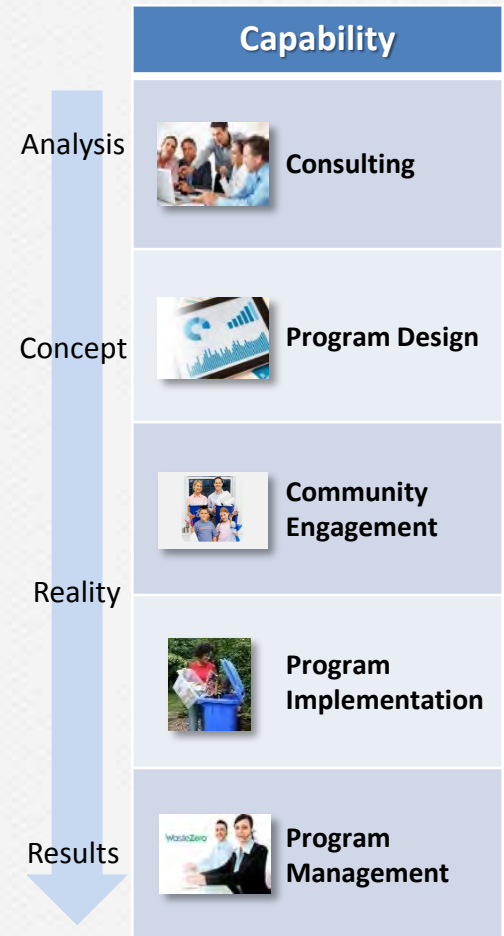 Capability
Analysis
Consulting
Concept
Program Design
Community
Engagement
Reality
Program
Implementation
Results
WasteZero
Program
Management